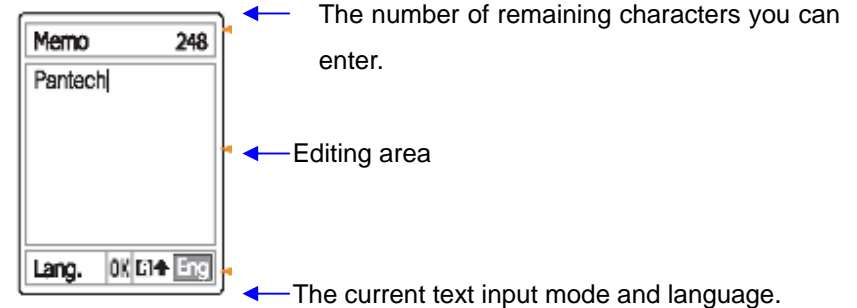 The number of remaining characters you can
enter.
Memo 248
Pantech
Editing area
Lang. OK Eng
The current text input mode and language.